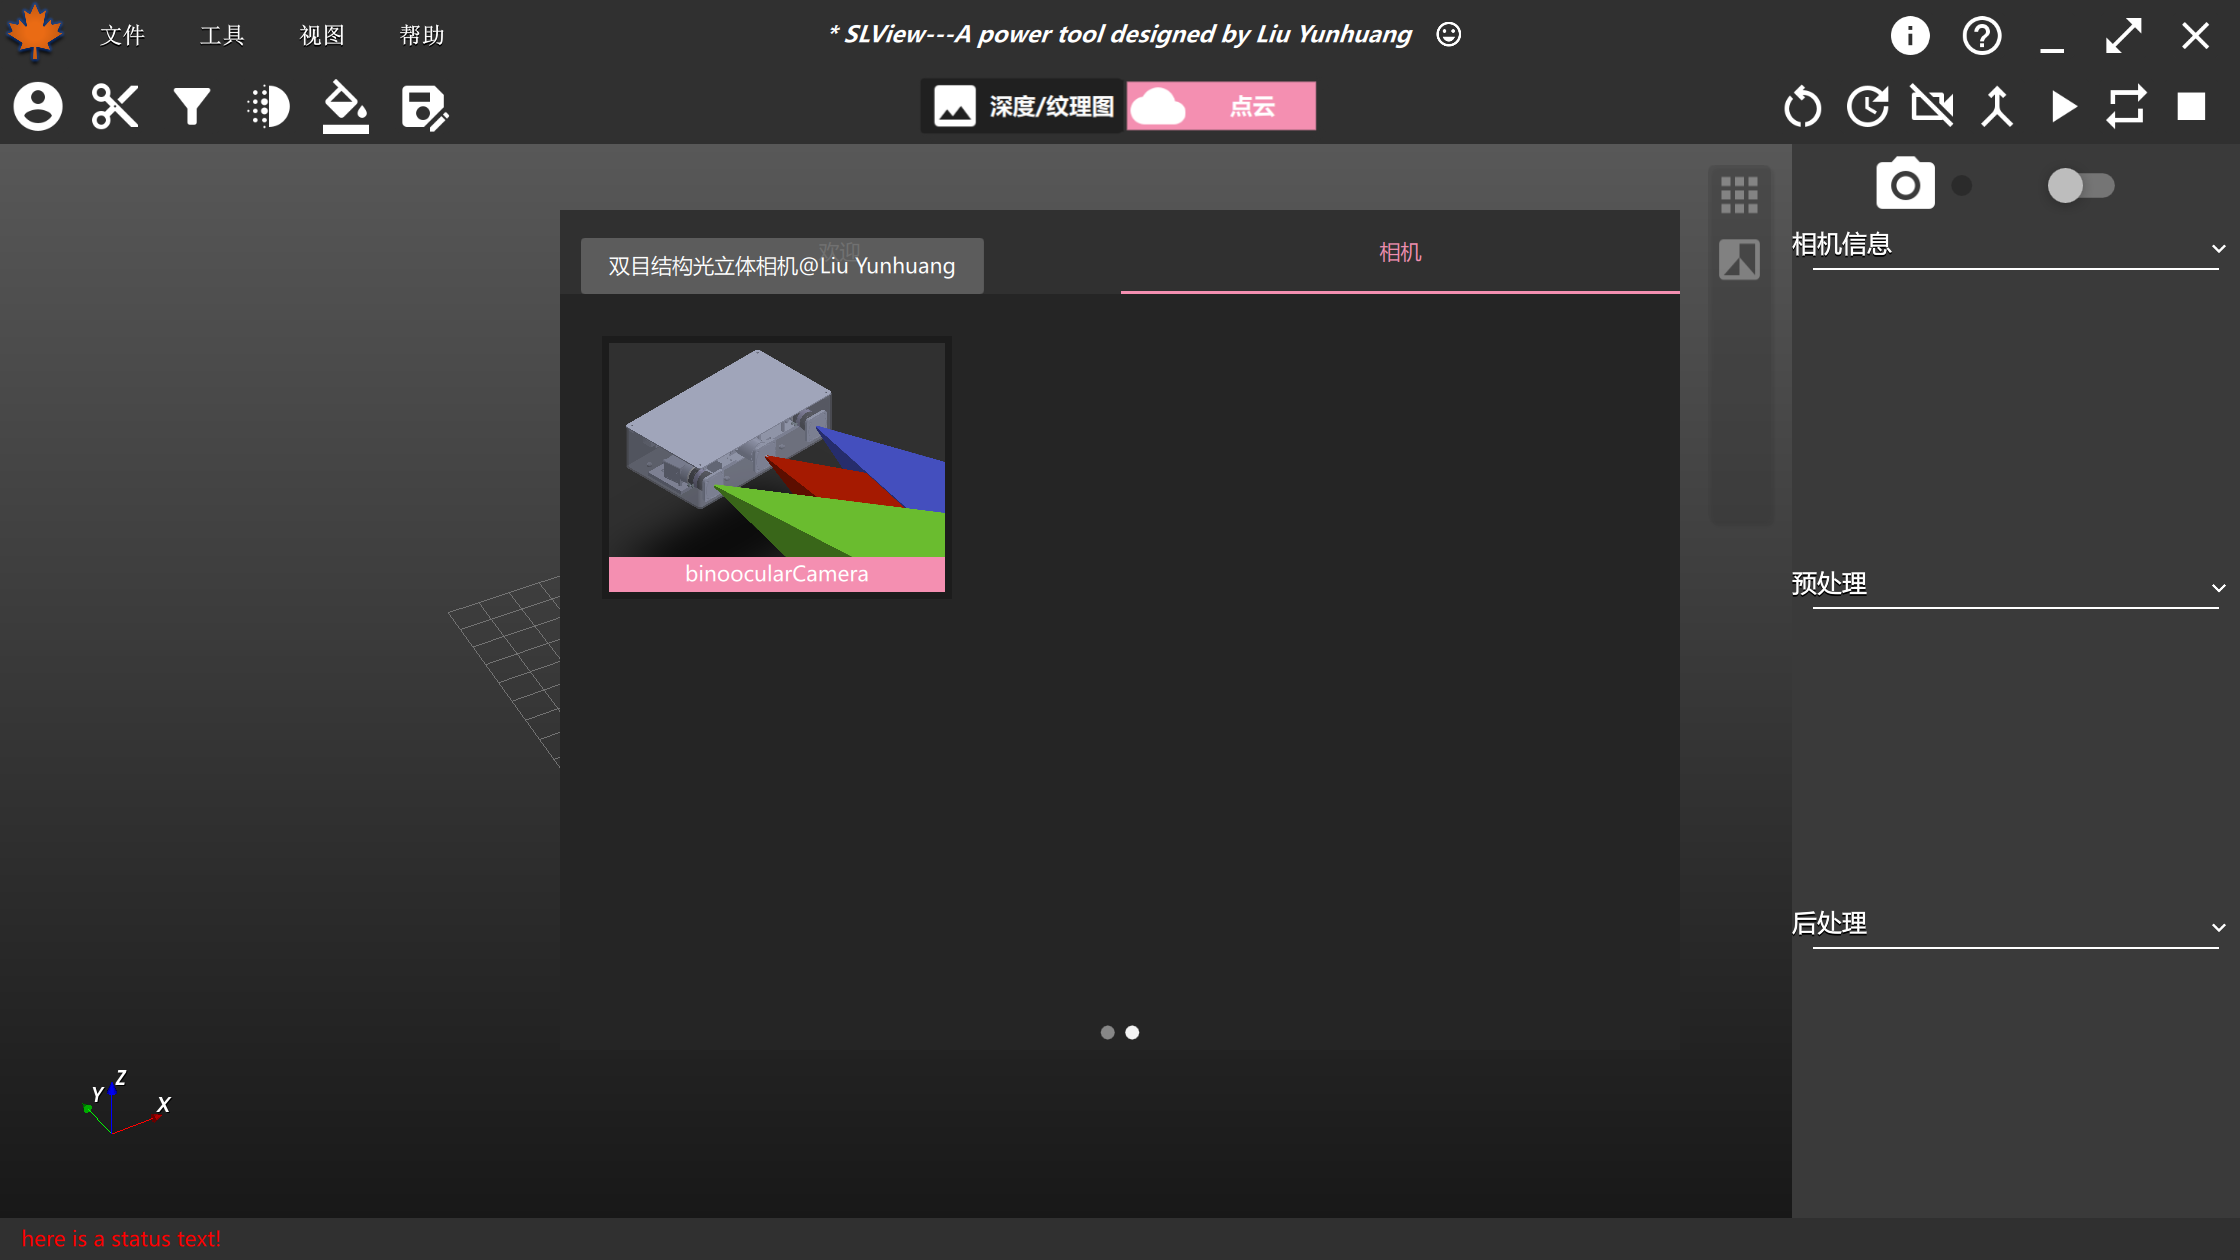 文件 工具 视图 帮助
* SLView---A power tool designed by Liu Yunhuang
深度/纹理图 点云
欢迎
双目结构光立体相机@Liu Yunhuang
相机
相机信息
binoocularCamera
预处理
后处理
Z
Y
X
here is a status text!